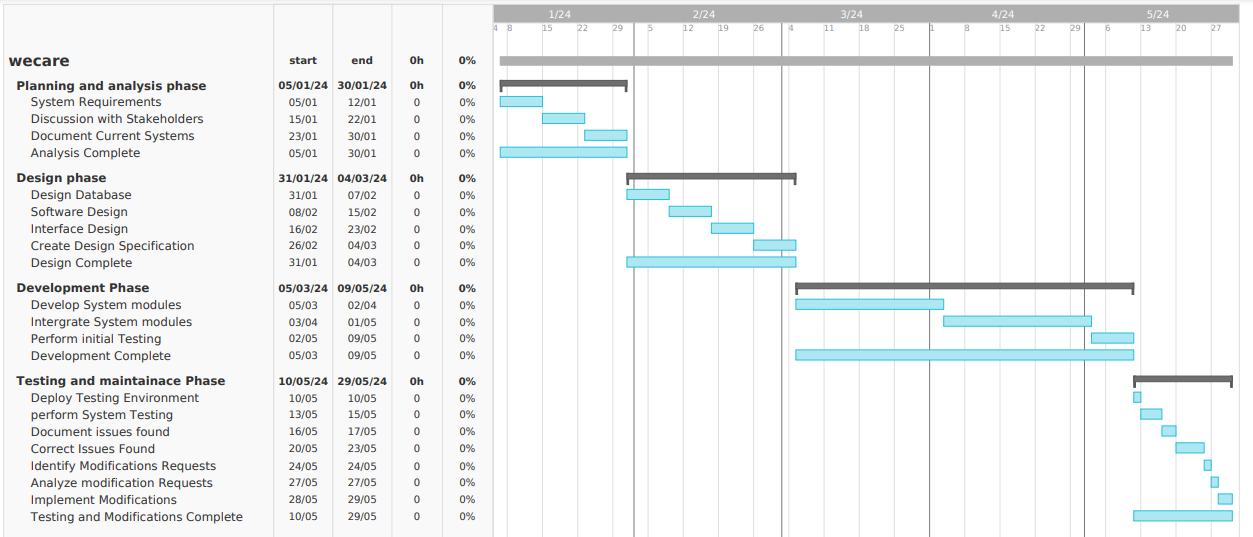 1/24 2/24 3/24 4/24 5/24
4 8 15 22 29 5 12 19 26 4 11 18 25 1 8 15 22 29 6 13 20 27
wecare start end 0h 0%
Planning and analysis phase 05/01/24 30/01/24 0h 0%
System Requirements 05/01 12/01 0 0%
Discussion with Stakeholders 15/01 22/01 0 0%
Document Current Systems 23/01 30/01 0 0%
Analysis Complete 05/01 30/01 0 0%
Design phase 31/01/24 04/03/24 0h 0%
Design Database 31/01 07/02 0 0%
Software Design 08/02 15/02 0 0%
Interface Design 16/02 23/02 0 0%
Create Design Specification 26/02 04/03 0 0%
Design Complete 31/01 04/03 0 0%
Development Phase 05/03/24 09/05/24 0h 0%
Develop System modules 05/03 02/04 0 0%
Intergrate System modules 03/04 01/05 0 0%
Perform initial Testing 02/05 09/05 0 0%
Development Complete 05/03 09/05 0 0%
Testing and maintainace Phase 10/05/24 29/05/24 0h 0%
Deploy Testing Environment 10/05 10/05 0 0%
perform System Testing 13/05 15/05 0 0%
Document issues found 16/05 17/05 0 0%
Correct Issues Found 20/05 23/05 0 0%
Identify Modifications Requests 24/05 24/05 0 0%
Analyze modification Requests 27/05 27/05 0 0%
Implement Modifications 28/05 29/05 0 0%
Testing and Modifications Complete 10/05 29/05 0 0%